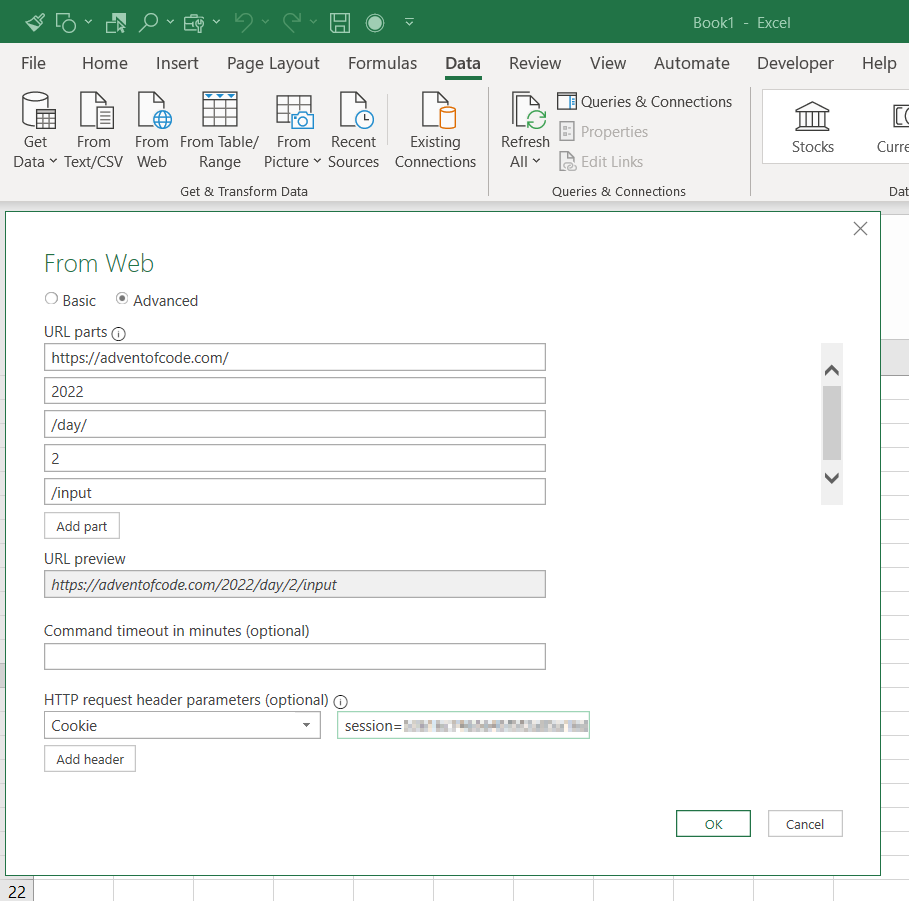 Book1 - Excel
File Home Insert Page Layout Formulas Data Review View Automate Developer Help
Get Data
From Text/CSV
From Web
From Table/ Range
From Picture
Recent Sources
Existing Connections
Refresh All
Queries & Connections
Properties
Edit Links
Stocks
Curre
Get & Transform Data
Queries & Connections
Dat
From Web
Basic Advanced
URL parts
https://adventofcode.com/
2022
/day/
2
/input
Add part
URL preview
https://adventofcode.com/2022/day/2/input
Command timeout in minutes (optional)
HTTP request header parameters (optional)
Cookie session=
Add header
OK Cancel
22